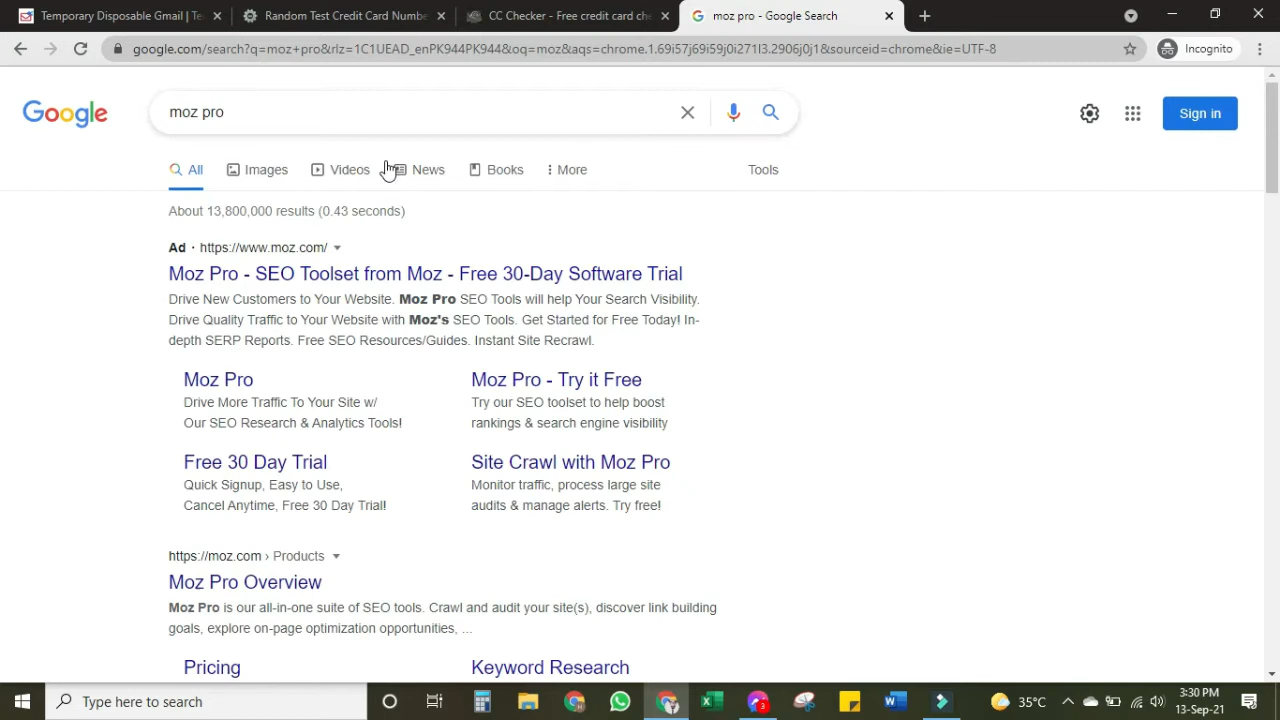 Temporary Disposable Gmail | Te
Random Test Credit Card Numbe
CC Checker - Free credit card che
moz pro - Google Search
google.com/search?q=moz+pro&rlz=1C1UEAD_enPK944PK944&oq=moz&aqs=chrome.1.69i57j69i59j0i271l3.2906j0j1&sourceid=chrome&ie=UTF-8
Incognito
Google
moz pro
Sign in
All
Images
Videos
News
Books
More
Tools
About 13,800,000 results (0.43 seconds)
Ad · https://www.moz.com/
Moz Pro - SEO Toolset from Moz - Free 30-Day Software Trial
Drive New Customers to Your Website. Moz Pro SEO Tools will help Your Search Visibility.
Drive Quality Traffic to Your Website with Moz's SEO Tools. Get Started for Free Today! In-
depth SERP Reports. Free SEO Resources/Guides. Instant Site Recrawl.
Moz Pro
Drive More Traffic To Your Site w/
Our SEO Research & Analytics Tools!
Moz Pro - Try it Free
Try our SEO toolset to help boost
rankings & search engine visibility
Free 30 Day Trial
Quick Signup, Easy to Use,
Cancel Anytime, Free 30 Day Trial!
Site Crawl with Moz Pro
Monitor traffic, process large site
audits & manage alerts. Try free!
https://moz.com › Products
Moz Pro Overview
Moz Pro is our all-in-one suite of SEO tools. Crawl and audit your site(s), discover link building
goals, explore on-page optimization opportunities, ...
Pricing
Keyword Research
Type here to search
3
35°C
3:30 PM
13-Sep-21